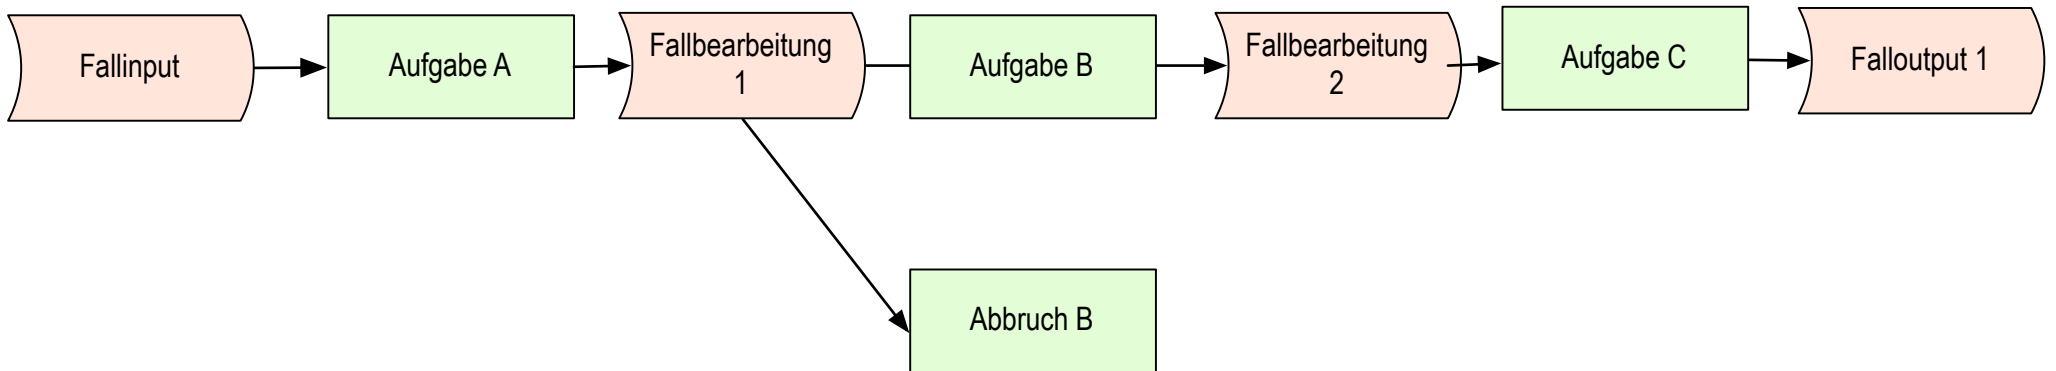 Fallinput
Aufgabe A
Fallbearbeitung
1
Aufgabe B
Fallbearbeitung
2
Aufgabe C
Falloutput 1
Abbruch B